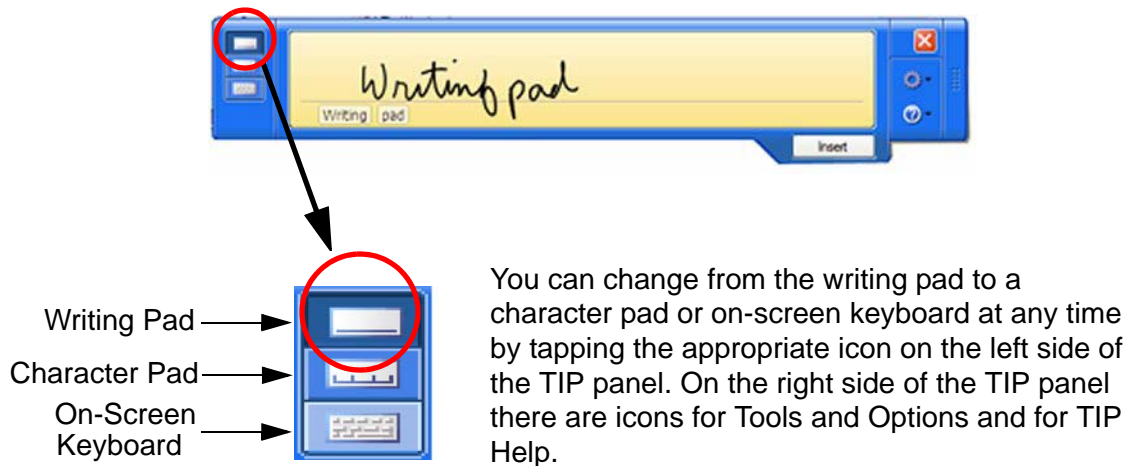 Writing pad
Writing pad
Insert
Writing Pad
Character Pad
On-Screen
Keyboard
You can change from the writing pad to a
character pad or on-screen keyboard at any time
by tapping the appropriate icon on the left side of
the TIP panel. On the right side of the TIP panel
there are icons for Tools and Options and for TIP
Help.